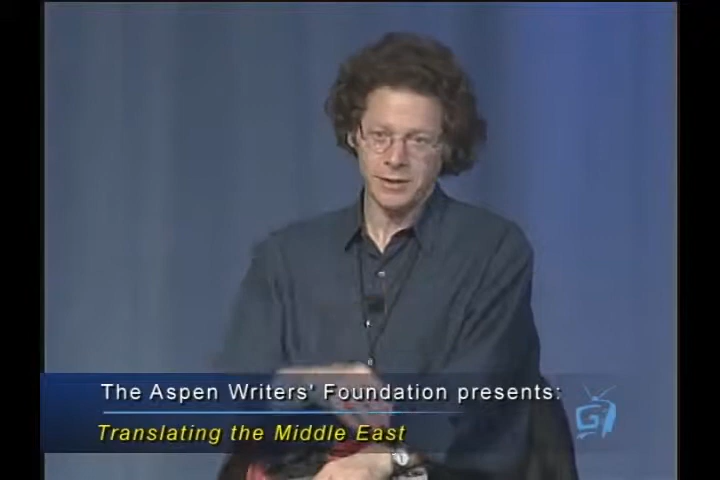 The Aspen Writers' Foundation presents:
Translating the Middle East